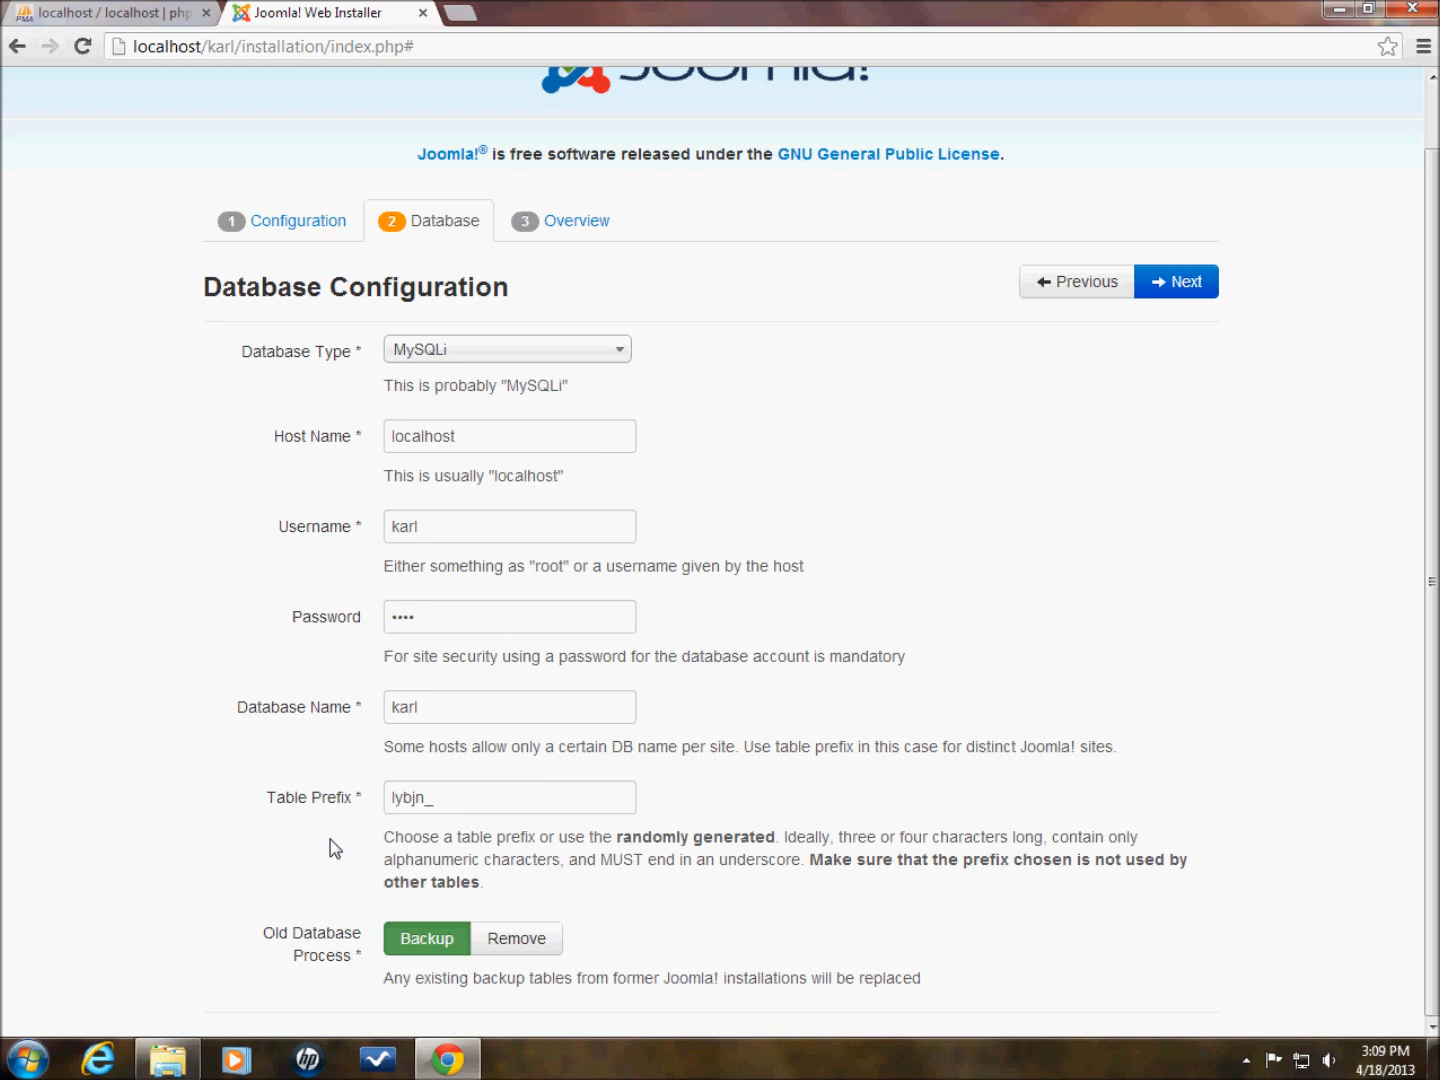 localhost / localhost | php
Joomla! Web Installer
localhost/karl/installation/index.php#
Joomla!
Joomla!® is free software released under the GNU General Public License.
1 Configuration
2 Database
3 Overview
Database Configuration
Previous
Next
Database Type *
MySQLi
This is probably "MySQLi"
Host Name *
localhost
This is usually "localhost"
Username *
karl
Either something as "root" or a username given by the host
Password
••••
For site security using a password for the database account is mandatory
Database Name *
karl
Some hosts allow only a certain DB name per site. Use table prefix in this case for distinct Joomla! sites.
Table Prefix *
lybjn_
Choose a table prefix or use the randomly generated. Ideally, three or four characters long, contain only
alphanumeric characters, and MUST end in an underscore. Make sure that the prefix chosen is not used by
other tables.
Old Database
Process *
Backup
Remove
Any existing backup tables from former Joomla! installations will be replaced
hp
3:09 PM
4/18/2013